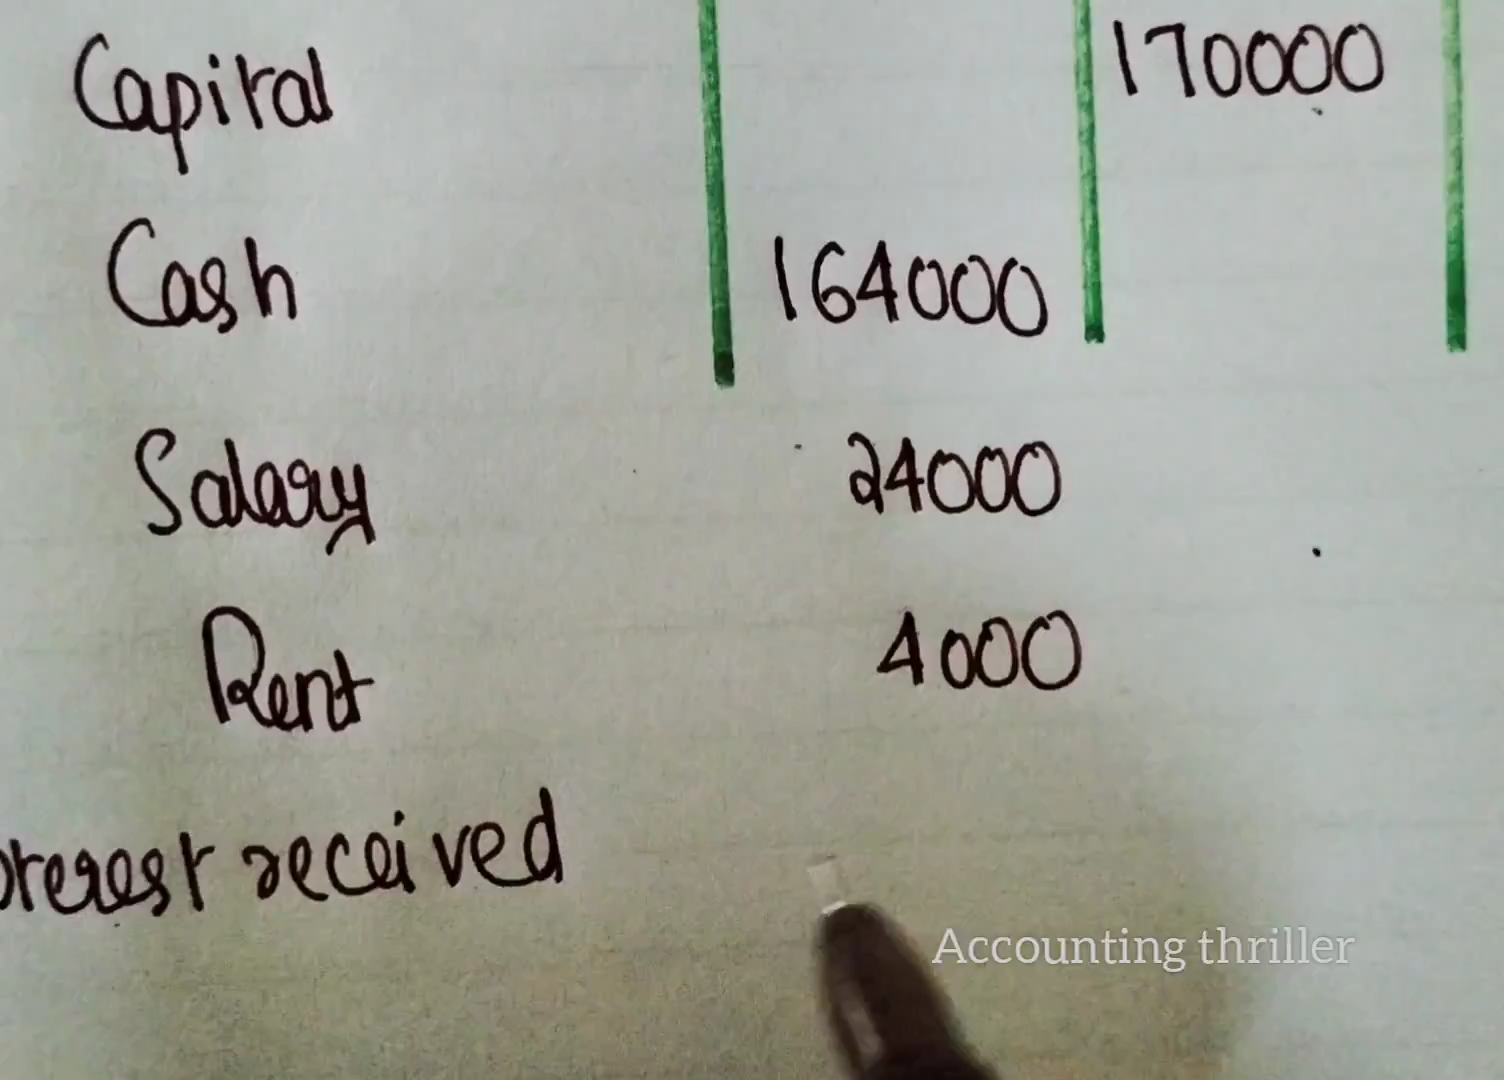 Capital 170000
Cash 164000
Salary 24000
Rent 4000
received
Accounting thriller